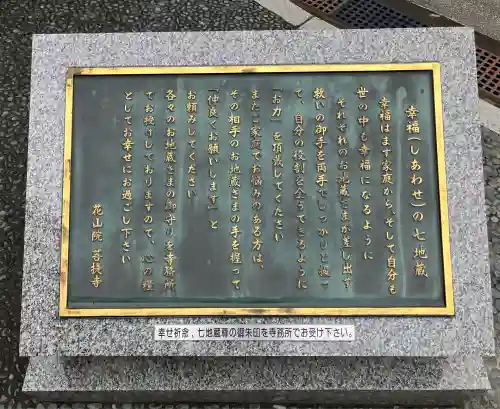 幸福(しあわせ)の七地蔵
幸福はまず家庭から、そして自分も
世の中も幸福になるように
それぞれのお地蔵さまが差し出す
救いの御手を両手でしっかりと握っ
て、自分の役割を全うできるように
「お力」を頂戴してください
またご家庭でお悩みのある方は、
その相手のお地蔵さまの手を握って
「仲良くお願いします」と
お頼みしてください
各々のお地蔵さまの御守りを寺務所
でお授けしておりますので、心の糧
としてお幸せにお過ごし下さい
花山院 菩提寺
幸せ祈念、七地蔵尊の御朱印を寺務所でお受け下さい。